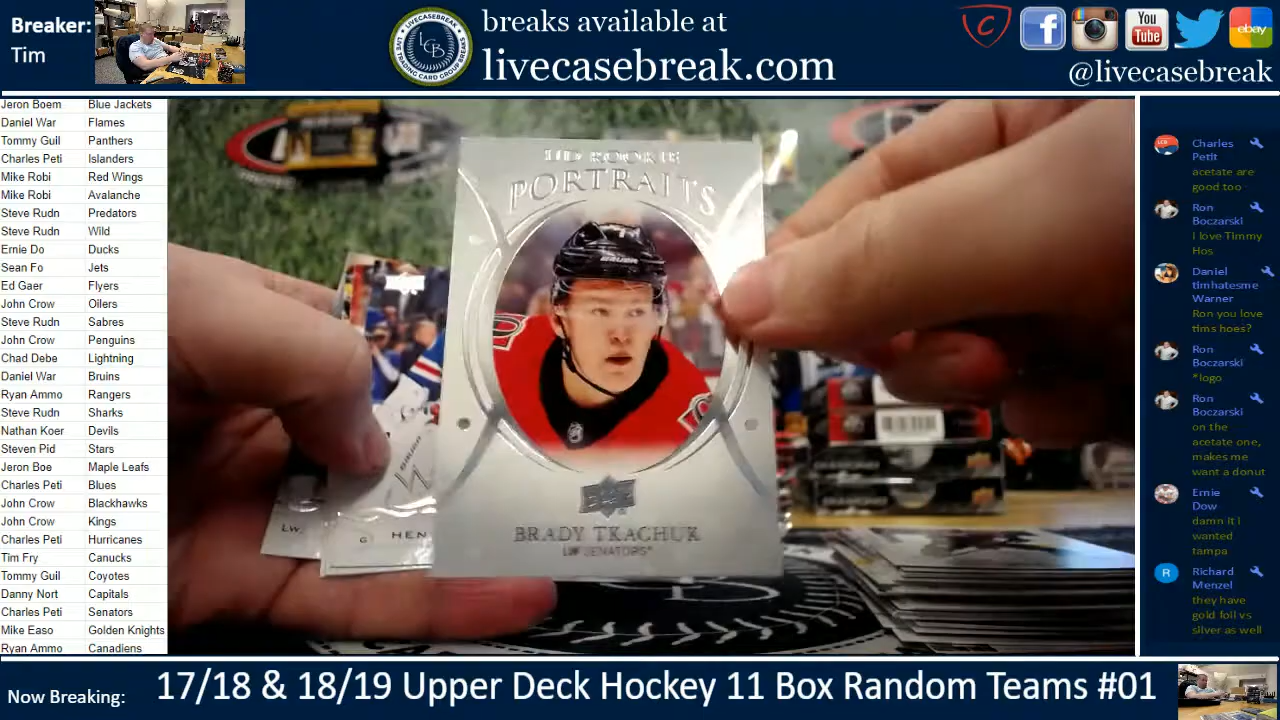 Breaker:
Tim
LIVECASEBREAK
LCB
breaks available at
livecasebreak.com
You
Tube
ebay
@livecasebreak
Jeron Boem Blue Jackets
Daniel War Flames
Tommy Guil Panthers
Charles Peti Islanders
Mike Robi Red Wings
Mike Robi Avalanche
Steve Rudn Predators
Steve Rudn Wild
Ernie Do Ducks
Sean Fo Jets
Ed Gaer Flyers
John Crow Oilers
Steve Rudn Sabres
John Crow Penguins
Chad Debe Lightning
Daniel War Bruins
Ryan Ammo Rangers
Steve Rudn Sharks
Nathan Koer Devils
Steven Pid Stars
Jeron Boe Maple Leafs
Charles Peti Blues
John Crow Blackhawks
John Crow Kings
Charles Peti Hurricanes
Tim Fry Canucks
Tommy Guil Coyotes
Danny Nort Capitals
Charles Peti Senators
Mike Easo Golden Knights
Ryan Ammo Canadiens
UD ROOKIE
PORTRAITS
BAUER
BRADY TKACHUK
LW SENATORS
LW
G HEN
Charles
Petit
acetate are
good too
Ron
Boczarski
I love Timmy
Hos
Daniel
timhatesme
Warner
Ron you love
tims hoes?
Ron
Boczarski
*logo
Ron
Boczarski
on the
acetate one,
makes me
want a donut
Ernie
Dow
damn it i
wanted
tampa
R
Richard
Menzel
they have
gold foil vs
silver as well
Now Breaking:
17/18 & 18/19 Upper Deck Hockey 11 Box Random Teams #01